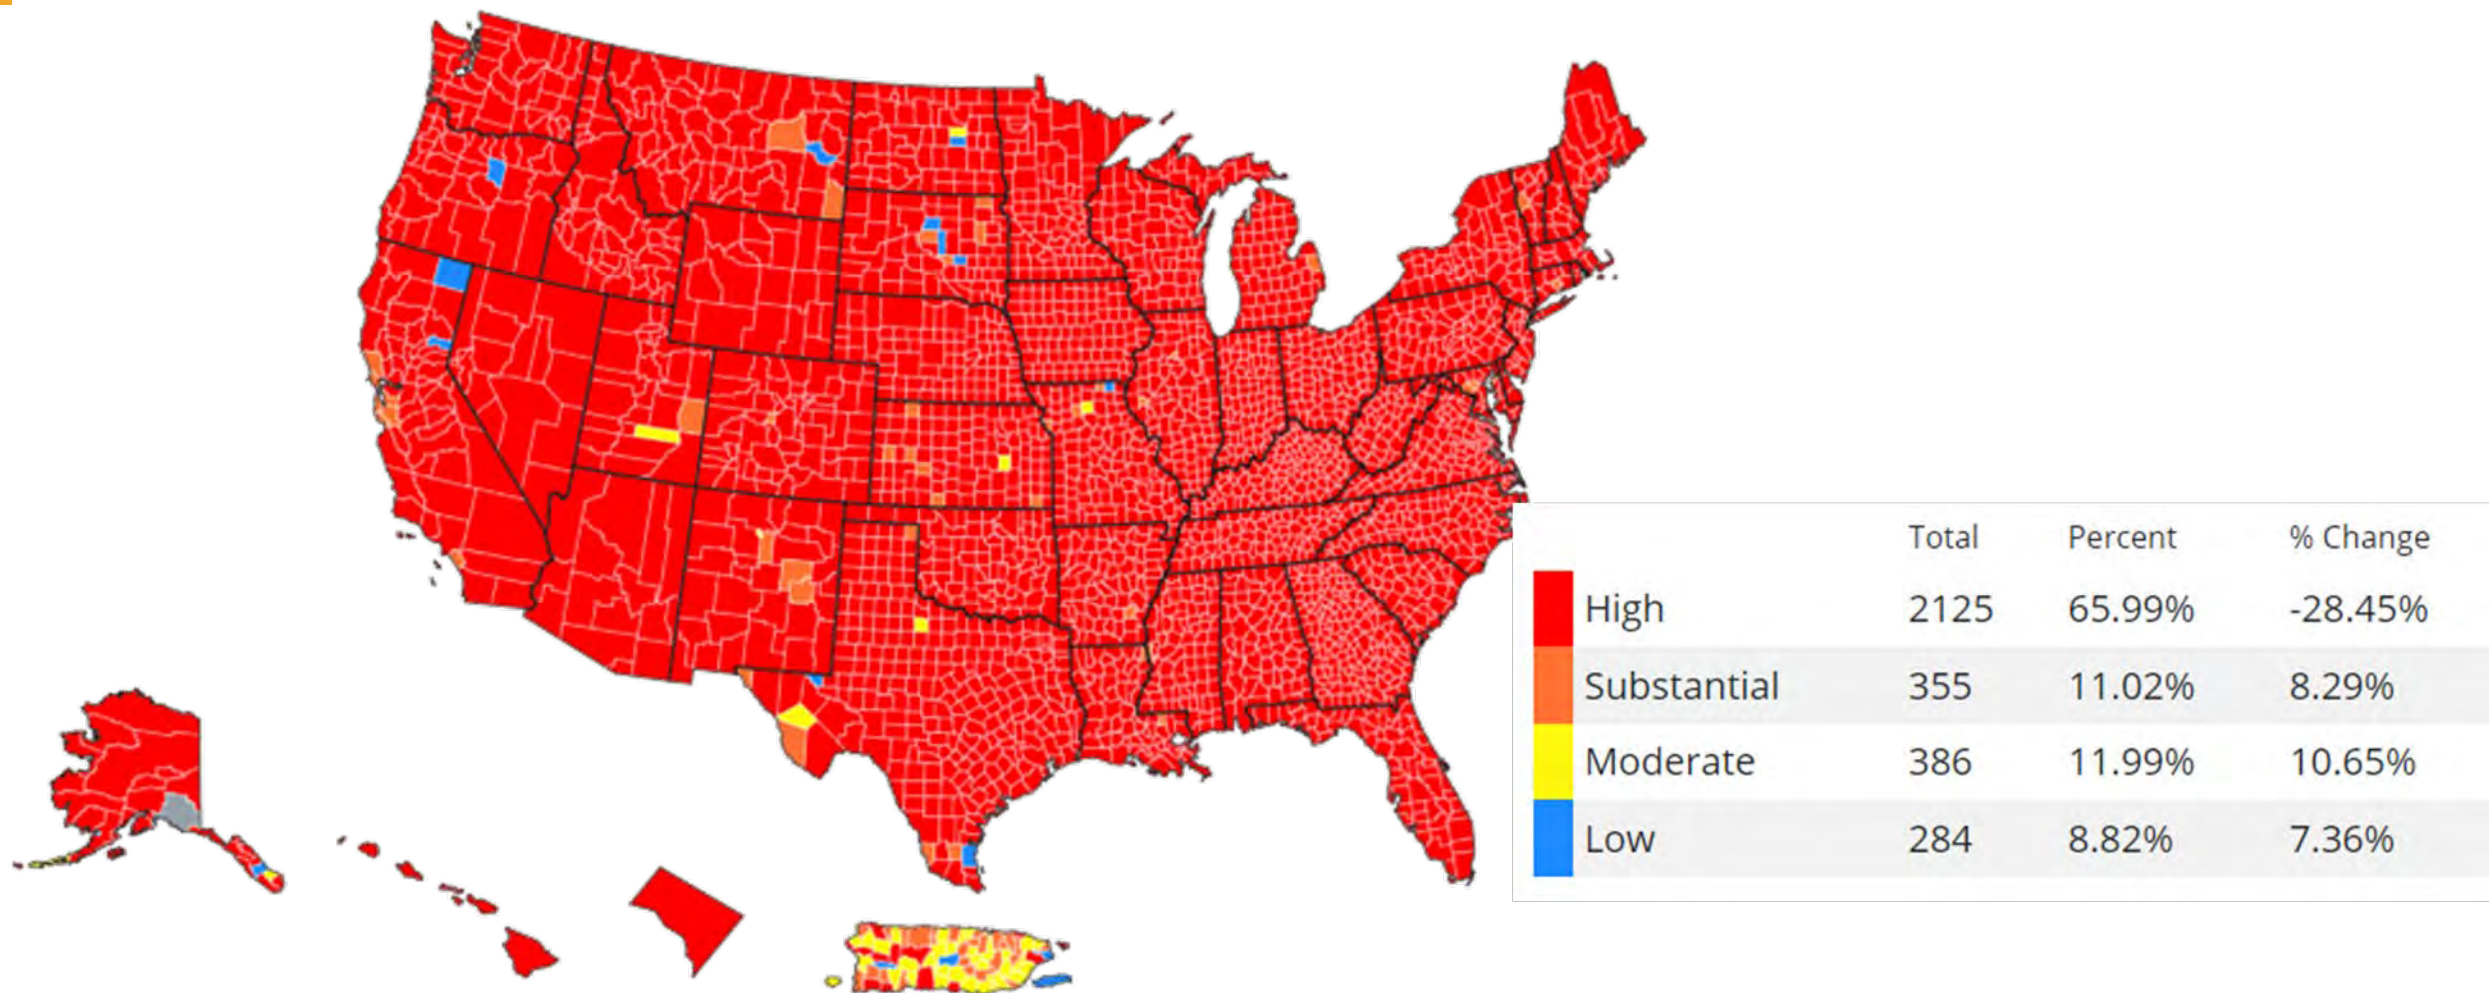 Total Percent % Change
High 2125 65.99% -28.45%
Substantial 355 11.02% 8.29%
Moderate 386 11.99% 10.65%
Low 284 8.82% 7.36%